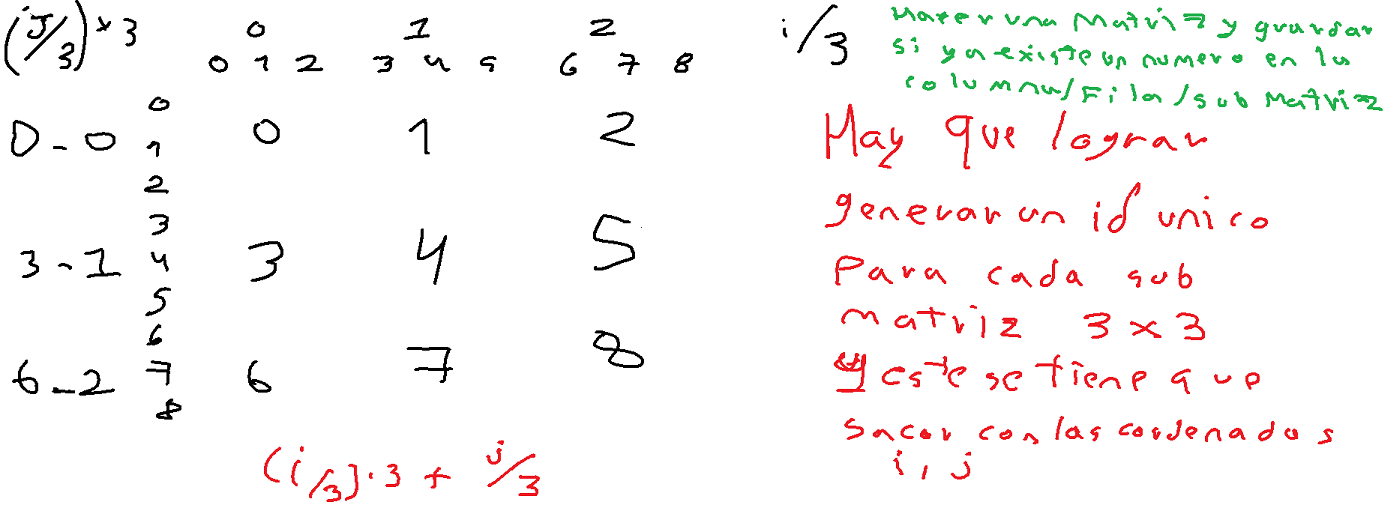 (j/3) x 3
0 1 2
0 1 2 3 4 5 6 7 8
0
0 - 0 1 0 1 2
2
3
3 - 1 4 3 4 5
5
6
6 - 2 7 6 7 8
8
(i/3) · 3 + j/3
i/3
Hacer una Matriz y guardar
si ya existe un numero en la
columna/Fila/sub Matriz
Hay que lograr
generar un id unico
Para cada sub
matriz 3 x 3
y este se tiene que
sacar con las cordenadas
i, j